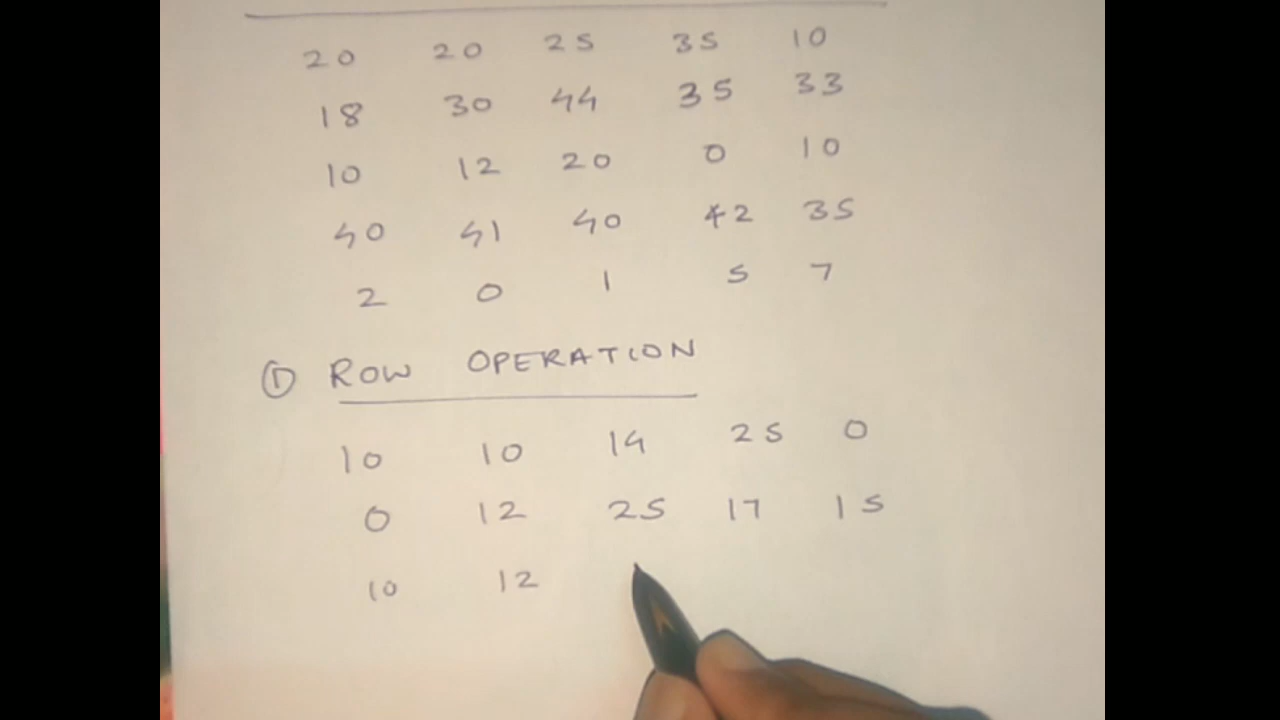 20 20 25 35 10
18 30 44 35 33
10 12 20 0 10
40 41 40 42 35
2 0 1 5 7
① ROW OPERATION
10 10 14 25 0
0 12 25 17 15
10 12